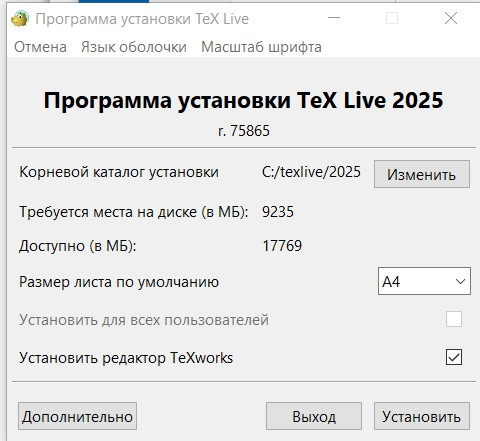 Программа установки TeX Live
Отмена Язык оболочки Масштаб шрифта
Программа установки TeX Live 2025
r. 75865
Корневой каталог установки C:/texlive/2025 Изменить
Требуется места на диске (в МБ): 9235
Доступно (в МБ): 17769
Размер листа по умолчанию A4
Установить для всех пользователей
Установить редактор TeXworks
Дополнительно Выход Установить